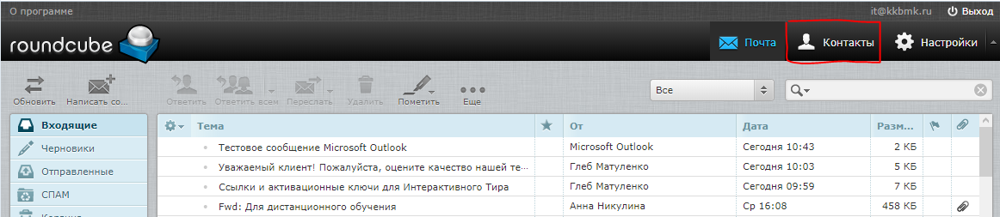 О программе
it@kkbmk.ru
Выход
roundcube
Почта
Контакты
Настройки
Обновить
Написать со...
Ответить
Ответить всем
Переслать
Удалить
Пометить
Еще
Все
Входящие
Черновики
Отправленные
СПАМ
Тема От Дата Разм...
Тестовое сообщение Microsoft Outlook Microsoft Outlook Сегодня 10:43 2 КБ
Уважаемый клиент! Пожалуйста, оцените качество нашей те... Глеб Матуленко Сегодня 10:03 5 КБ
Ссылки и активационные ключи для Интерактивного Тира Глеб Матуленко Сегодня 09:59 7 КБ
Fwd: Для дистанционного обучения Анна Никулина Ср 16:08 458 КБ